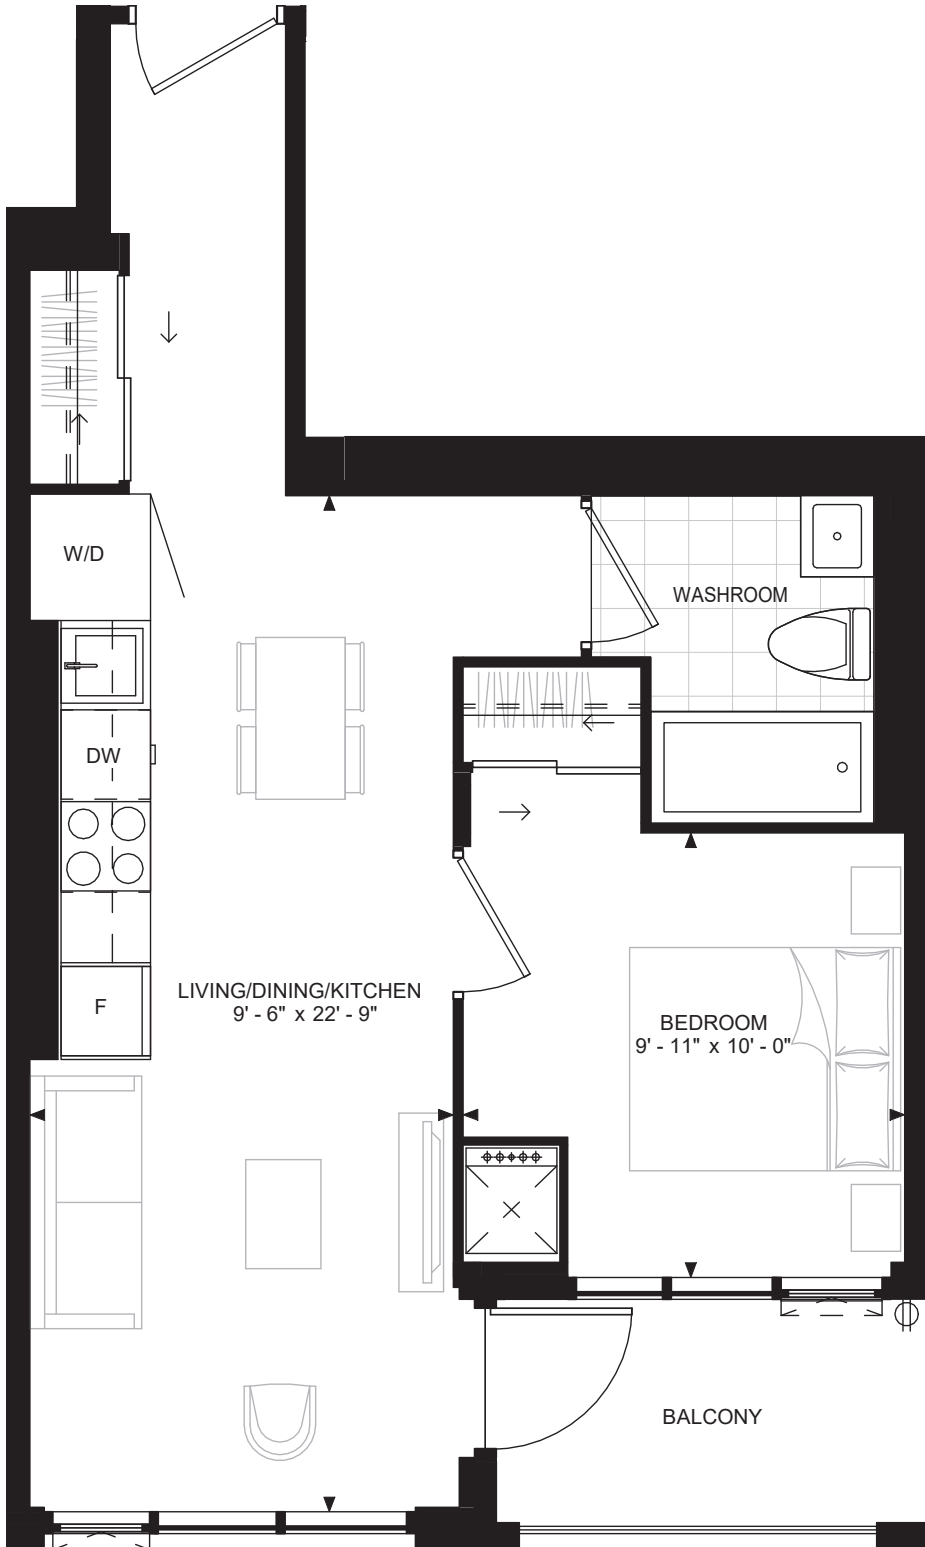 W/D
WASHROOM
DW
LIVING/DINING/KITCHEN
9' - 6" x 22' - 9"
F
BEDROOM
9' - 11" x 10' - 0"
BALCONY